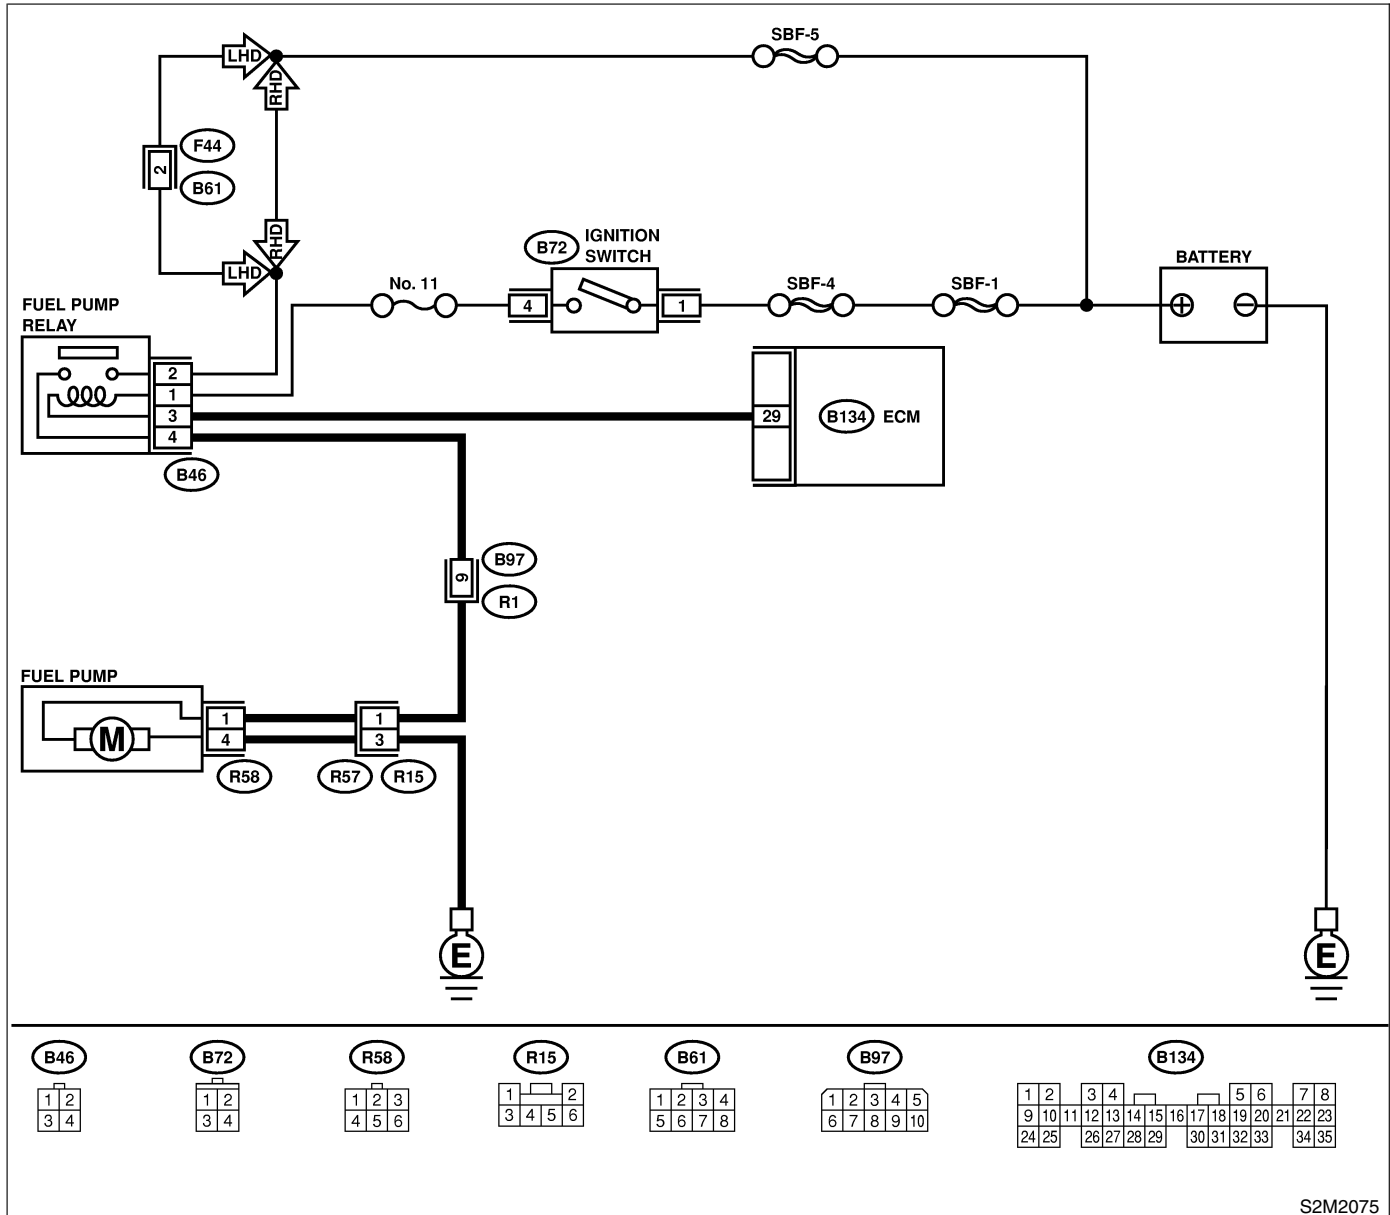 SBF-5
LHD
RHD
F44
2
B61
RHD
LHD
IGNITION
SWITCH
B72
BATTERY
No. 11
SBF-4
SBF-1
4
1
FUEL PUMP
RELAY
2
1
3
4
B46
29
B134
ECM
B97
9
R1
FUEL PUMP
M
1
4
R58
1
3
R57
R15
E
E
B46
1 2
3 4
B72
1 2
3 4
R58
1 2 3
4 5 6
R15
1 2
3 4 5 6
B61
1 2 3 4
5 6 7 8
B97
1 2 3 4 5
6 7 8 9 10
B134
1 2 3 4 5 6 7 8
9 10 11 12 13 14 15 16 17 18 19 20 21 22 23
24 25 26 27 28 29 30 31 32 33 34 35
S2M2075